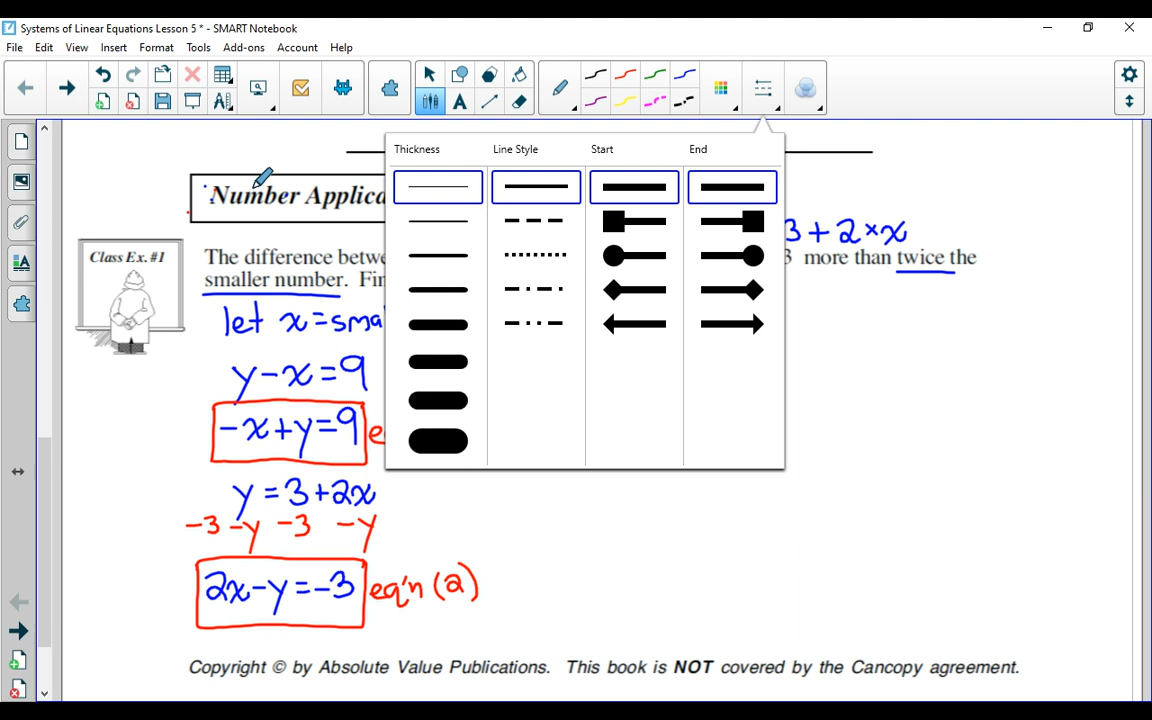 Systems of Linear Equations Lesson 5 * - SMART Notebook
File Edit View Insert Format Tools Add-ons Account Help
Thickness Line Style Start End
Number Applica
3 + 2 × x
Class Ex. #1
The difference betwe 3 more than twice the
smaller number. Fin
let x = sma
y - x = 9
-x + y = 9 e
y = 3 + 2x
-3 -y -3 -y
2x - y = -3 eq'n (2)
Copyright © by Absolute Value Publications. This book is NOT covered by the Cancopy agreement.